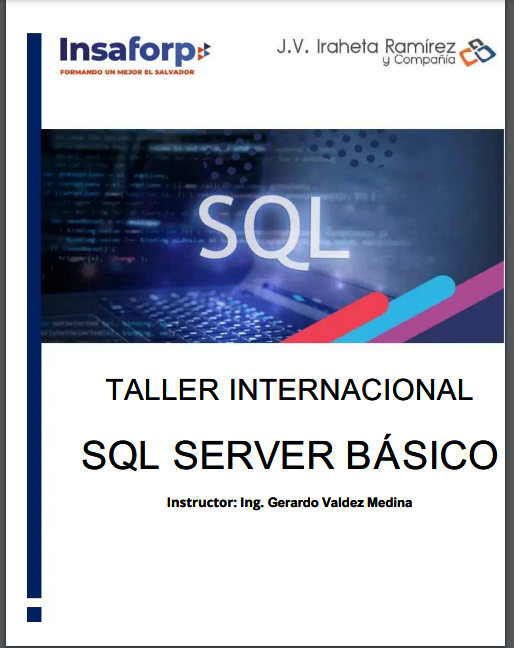 Insaforp
FORMANDO UN MEJOR EL SALVADOR
J.V. Iraheta Ramírez
y Compañía
SQL
TALLER INTERNACIONAL
SQL SERVER BÁSICO
Instructor: Ing. Gerardo Valdez Medina